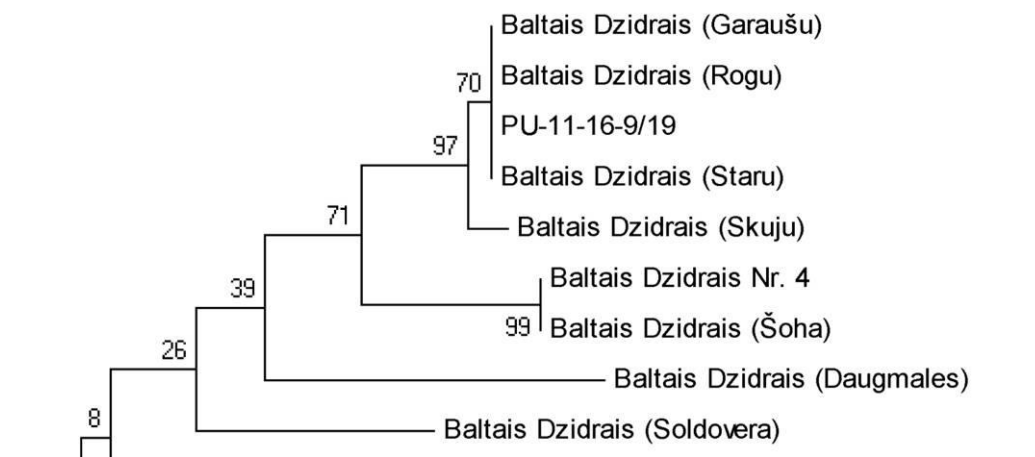 Baltais Dzidrais (Garaušu)
70 Baltais Dzidrais (Rogu)
PU-11-16-9/19
97
Baltais Dzidrais (Staru)
71
Baltais Dzidrais (Skuju)
Baltais Dzidrais Nr. 4
39
99 Baltais Dzidrais (Šoha)
26
Baltais Dzidrais (Daugmales)
8
Baltais Dzidrais (Soldovera)